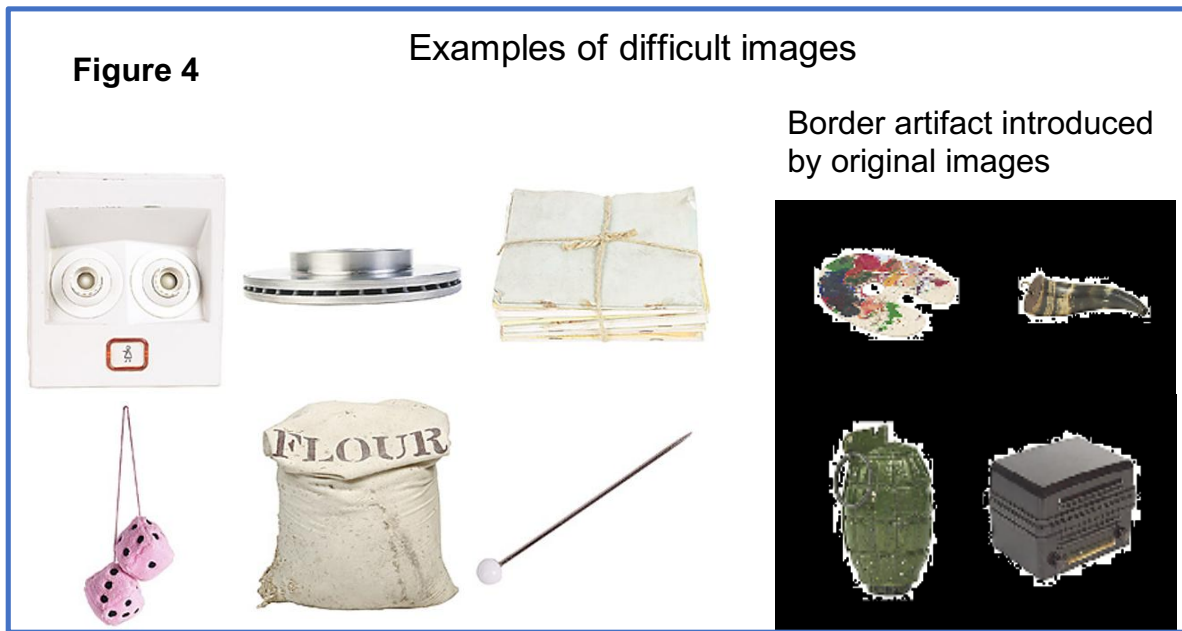 Examples of difficult images
Figure 4
Border artifact introduced
by original images
FLOUR